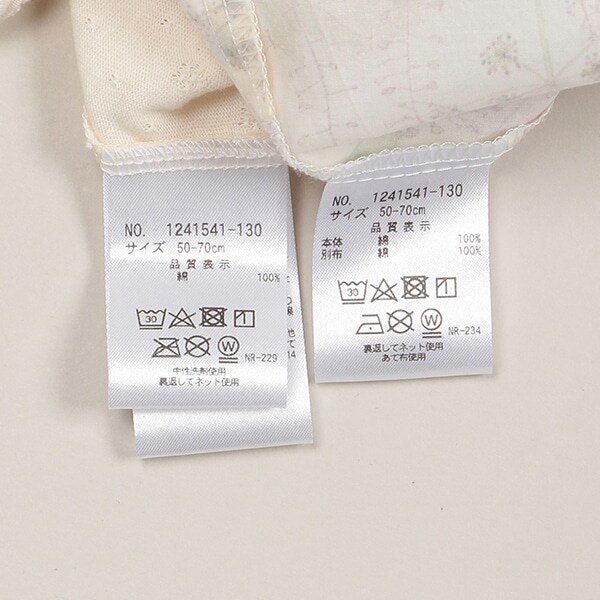 NO. 1241541-130
サイズ 50-70cm
品質表示
綿 100%
30
W
NR-229
中性洗剤使用
裏返してネット使用
他
て
14
NO. 1241541-130
サイズ 50-70cm
品質表示
本体 綿 100%
別布 綿 100%
30
W
NR-234
裏返してネット使用
あて布使用